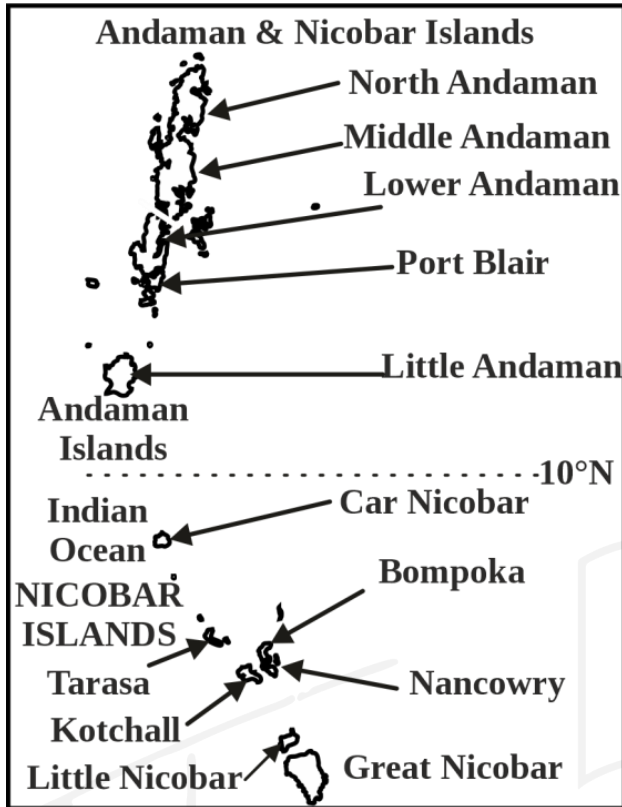 Andaman & Nicobar Islands
North Andaman
Middle Andaman
Lower Andaman
Port Blair
Little Andaman
Andaman
Islands
10°N
Car Nicobar
Indian
Ocean
Bompoka
NICOBAR
ISLANDS
Tarasa
Nancowry
Kotchall
Little Nicobar
Great Nicobar